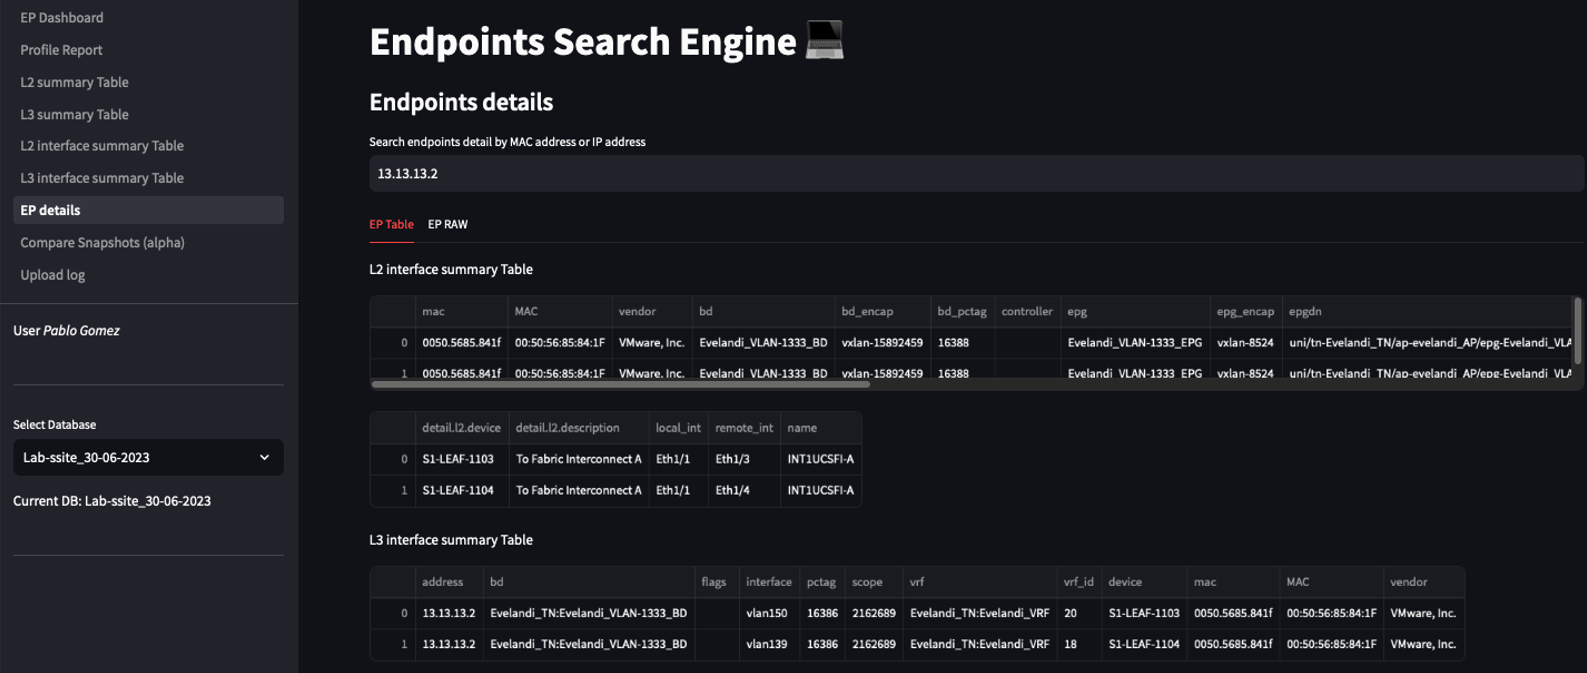 EP Dashboard
Profile Report
L2 summary Table
L3 summary Table
L2 interface summary Table
L3 interface summary Table
EP details
Compare Snapshots (alpha)
Upload log
User Pablo Gomez
Select Database
Lab-ssite_30-06-2023
Current DB: Lab-ssite_30-06-2023
Endpoints Search Engine
Endpoints details
Search endpoints detail by MAC address or IP address
13.13.13.2
EP Table EP RAW
L2 interface summary Table
mac MAC vendor bd bd_encap bd_pctag controller epg epg_encap epgdn
0 0050.5685.841f 00:50:56:85:84:1F VMware, Inc. Evelandi_VLAN-1333_BD vxlan-15892459 16388 Evelandi_VLAN-1333_EPG vxlan-8524 uni/tn-Evelandi_TN/ap-evelandi_AP/epg-Evelandi_VLA
1 0050.5685.841f 00:50:56:85:84:1F VMware, Inc. Evelandi_VLAN-1333_BD vxlan-15892459 16388 Evelandi_VLAN-1333_EPG vxlan-8524 uni/tn-Evelandi_TN/ap-evelandi_AP/epg-Evelandi_VLA
detail.l2.device detail.l2.description local_int remote_int name
0 S1-LEAF-1103 To Fabric Interconnect A Eth1/1 Eth1/3 INT1UCSFI-A
1 S1-LEAF-1104 To Fabric Interconnect A Eth1/1 Eth1/4 INT1UCSFI-A
L3 interface summary Table
address bd flags interface pctag scope vrf vrf_id device mac MAC vendor
0 13.13.13.2 Evelandi_TN:Evelandi_VLAN-1333_BD vlan150 16386 2162689 Evelandi_TN:Evelandi_VRF 20 S1-LEAF-1103 0050.5685.841f 00:50:56:85:84:1F VMware, Inc.
1 13.13.13.2 Evelandi_TN:Evelandi_VLAN-1333_BD vlan139 16386 2162689 Evelandi_TN:Evelandi_VRF 18 S1-LEAF-1104 0050.5685.841f 00:50:56:85:84:1F VMware, Inc.